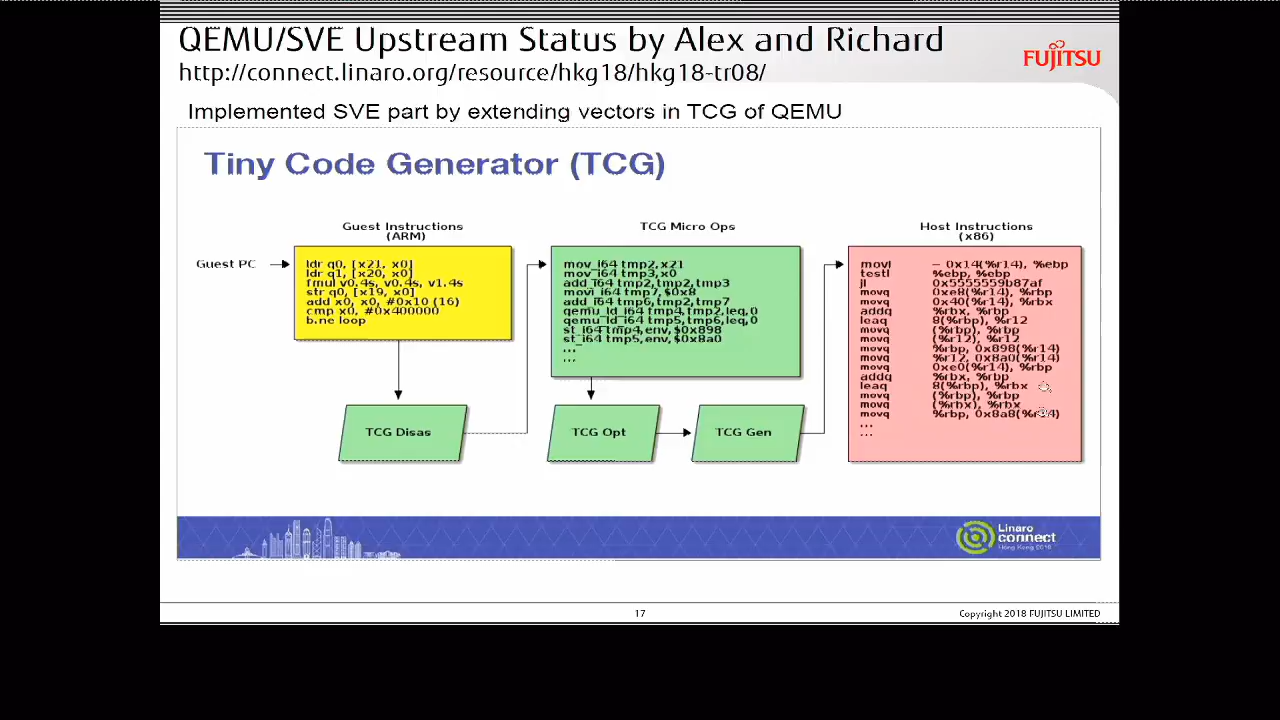 QEMU/SVE Upstream Status by Alex and Richard
http://connect.linaro.org/resource/hkg18/hkg18-tr08/
FUJITSU
Implemented SVE part by extending vectors in TCG of QEMU
Tiny Code Generator (TCG)
Guest Instructions
(ARM)
Guest PC
ldr q0, [x21, x0]
ldr q1, [x20, x0]
fmul v0.4s, v0.4s, v1.4s
str q0, [x19, x0]
add x0, x0, #0x10 (16)
cmp x0, #0x400000
b.ne loop
TCG Disas
TCG Micro Ops
mov_i64 tmp2,x21
mov_i64 tmp3,x0
add_i64 tmp2,tmp2,tmp3
movi_i64 tmp7,$0x8
add_i64 tmp6,tmp2,tmp7
qemu_ld_i64 tmp4,tmp2,leq,0
qemu_ld_i64 tmp5,tmp6,leq,0
st_i64 tmp4,env,$0x898
st_i64 tmp5,env,$0x8a0
...
...
TCG Opt
TCG Gen
Host Instructions
(x86)
movl - 0x14(%r14), %ebp
testl %ebp, %ebp
jl 0x5555559b87af
movq 0xe8(%r14), %rbp
movq 0x40(%r14), %rbx
addq %rbx, %rbp
leaq 8(%rbp), %r12
movq (%rbp), %rbp
movq (%r12), %r12
movq %rbp, 0x898(%r14)
movq %r12, 0x8a0(%r14)
movq 0xe0(%r14), %rbp
addq %rbx, %rbp
leaq 8(%rbp), %rbx
movq (%rbp), %rbp
movq (%rbx), %rbx
movq %rbp, 0x8a8(%r14)
...
...
Linaro
connect
Hong Kong 2018
17
Copyright 2018 FUJITSU LIMITED